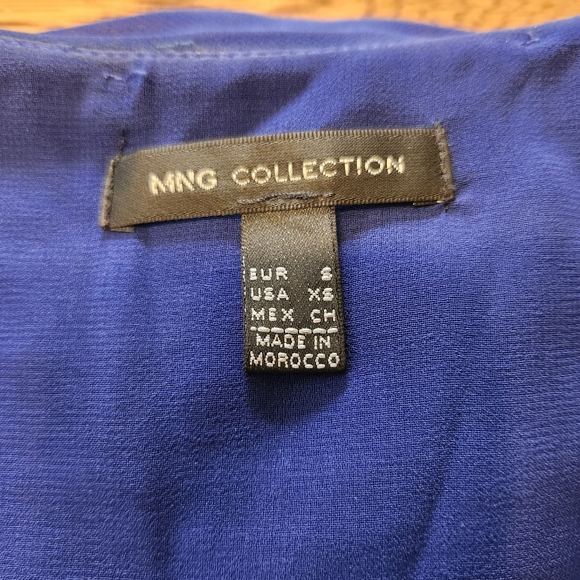 MNG COLLECTION
EUR S
USA XS
MEX CH
MADE IN
MOROCCO